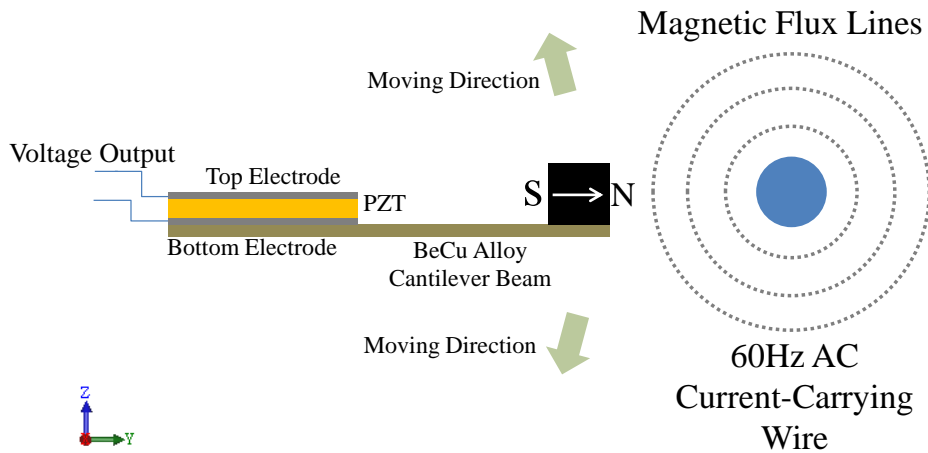 Magnetic Flux Lines
Moving Direction
Voltage Output
Top Electrode
PZT
S
N
Bottom Electrode
BeCu Alloy
Cantilever Beam
Moving Direction
60Hz AC
Current-Carrying
Wire
Z
Y